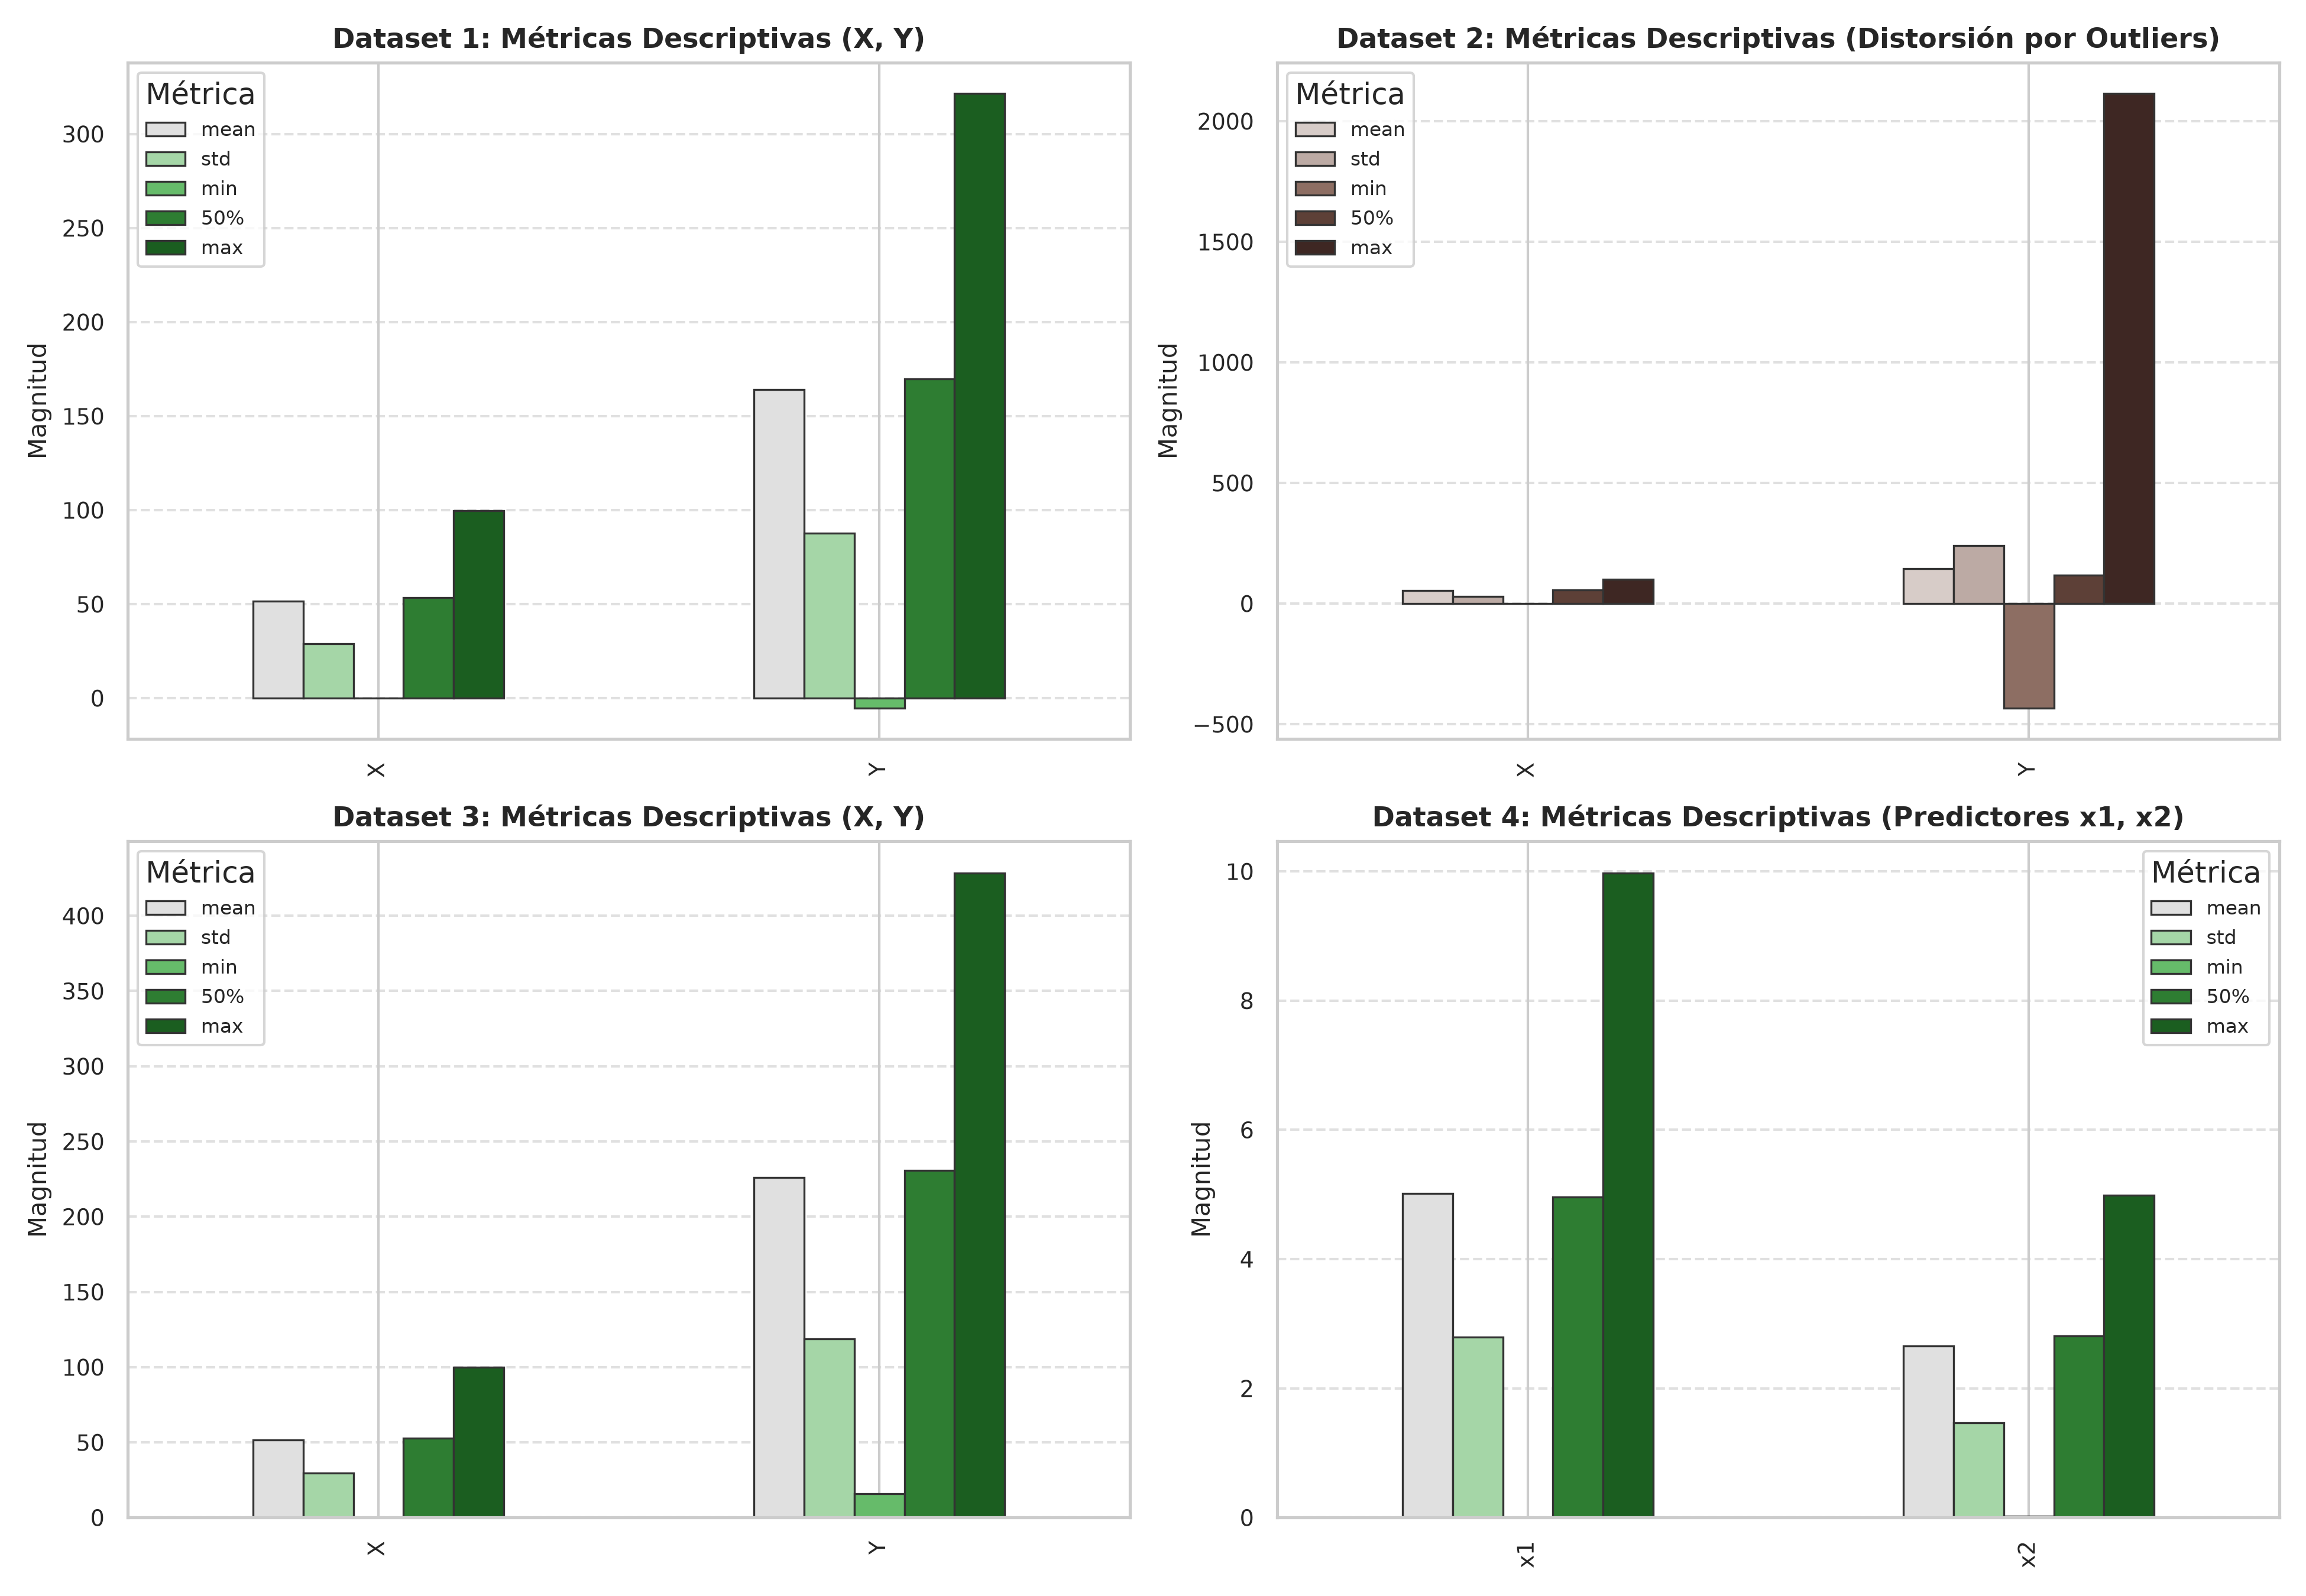 Dataset 1: Métricas Descriptivas (X, Y)
Métrica
mean
std
min
50%
max
Magnitud
300
250
200
150
100
50
0
X
Y
Dataset 2: Métricas Descriptivas (Distorsión por Outliers)
Métrica
mean
std
min
50%
max
Magnitud
2000
1500
1000
500
0
−500
X
Y
Dataset 3: Métricas Descriptivas (X, Y)
Métrica
mean
std
min
50%
max
Magnitud
400
350
300
250
200
150
100
50
0
X
Y
Dataset 4: Métricas Descriptivas (Predictores x1, x2)
Métrica
mean
std
min
50%
max
Magnitud
10
8
6
4
2
0
x1
x2